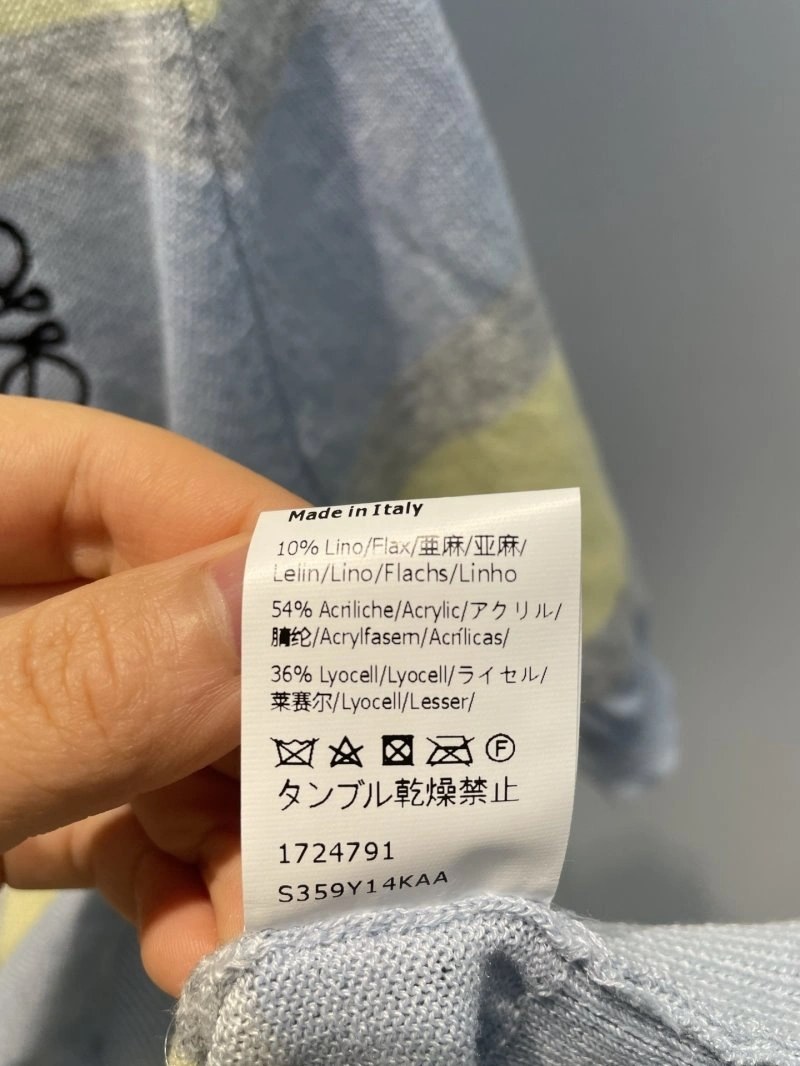 Made in Italy
10% Lino/Flax/亜麻/亚麻/
Leiin/Lino/Flachs/Linho
54% Acriliche/Acrylic/アクリル/
腈纶/Acrylfasern/Acrílicas/
36% Lyocell/Lyocell/ライセル/
莱赛尔/Lyocell/Lesser/
F
タンブル乾燥禁止
1724791
S359Y14KAA